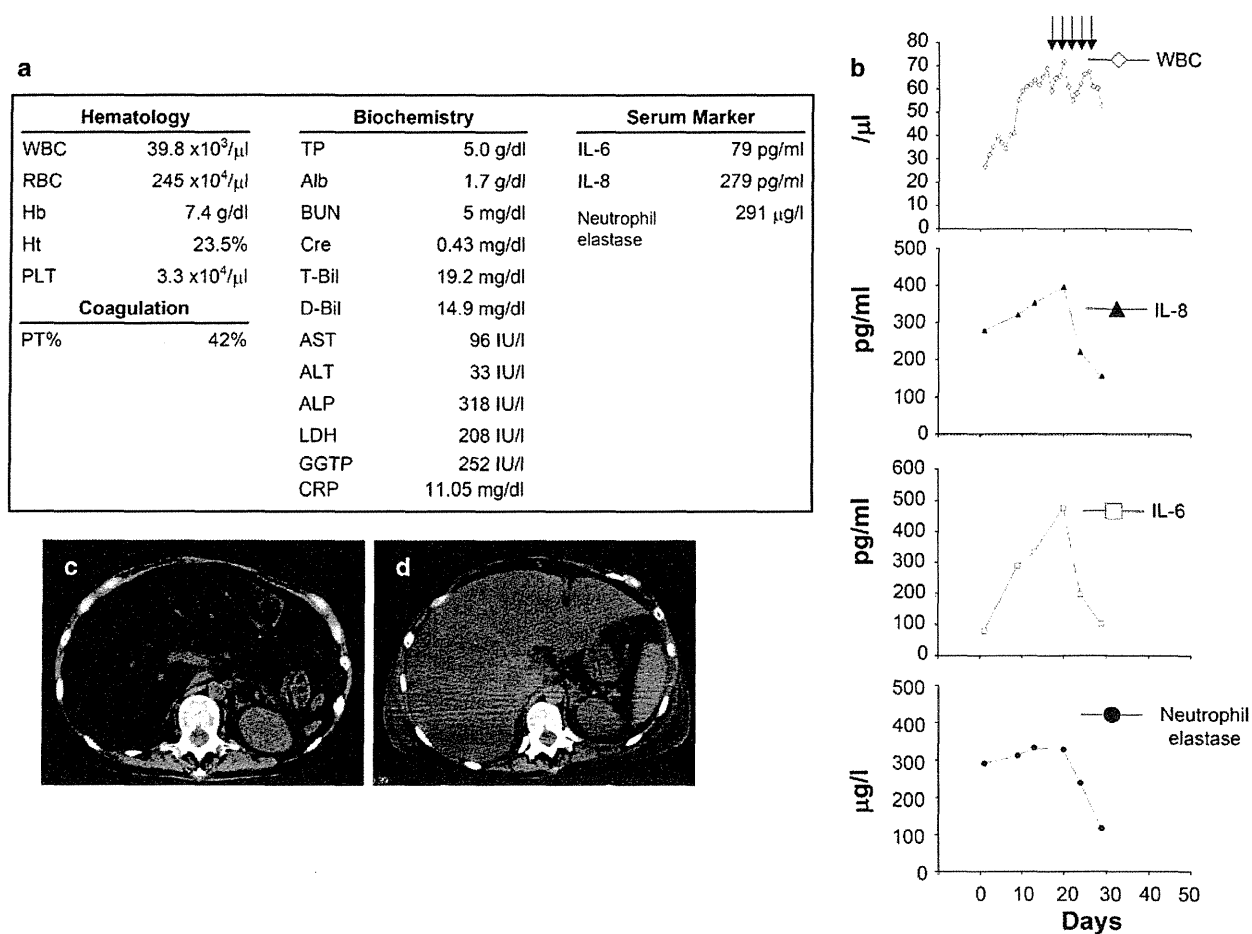 a
Hematology
WBC 39.8 x10³/µl
RBC 245 x10⁴/µl
Hb 7.4 g/dl
Ht 23.5%
PLT 3.3 x10⁴/µl
Coagulation
PT% 42%
Biochemistry
TP 5.0 g/dl
Alb 1.7 g/dl
BUN 5 mg/dl
Cre 0.43 mg/dl
T-Bil 19.2 mg/dl
D-Bil 14.9 mg/dl
AST 96 IU/l
ALT 33 IU/l
ALP 318 IU/l
LDH 208 IU/l
GGTP 252 IU/l
CRP 11.05 mg/dl
Serum Marker
IL-6 79 pg/ml
IL-8 279 pg/ml
Neutrophil 291 µg/l
elastase
b
80
70
60
50
40
30
20
10
0
/µl
WBC
500
400
300
200
100
0
pg/ml
IL-8
600
500
400
300
200
100
0
pg/ml
IL-6
500
400
300
200
100
0
µg/l
Neutrophil
elastase
0 10 20 30 40 50
Days
c
d